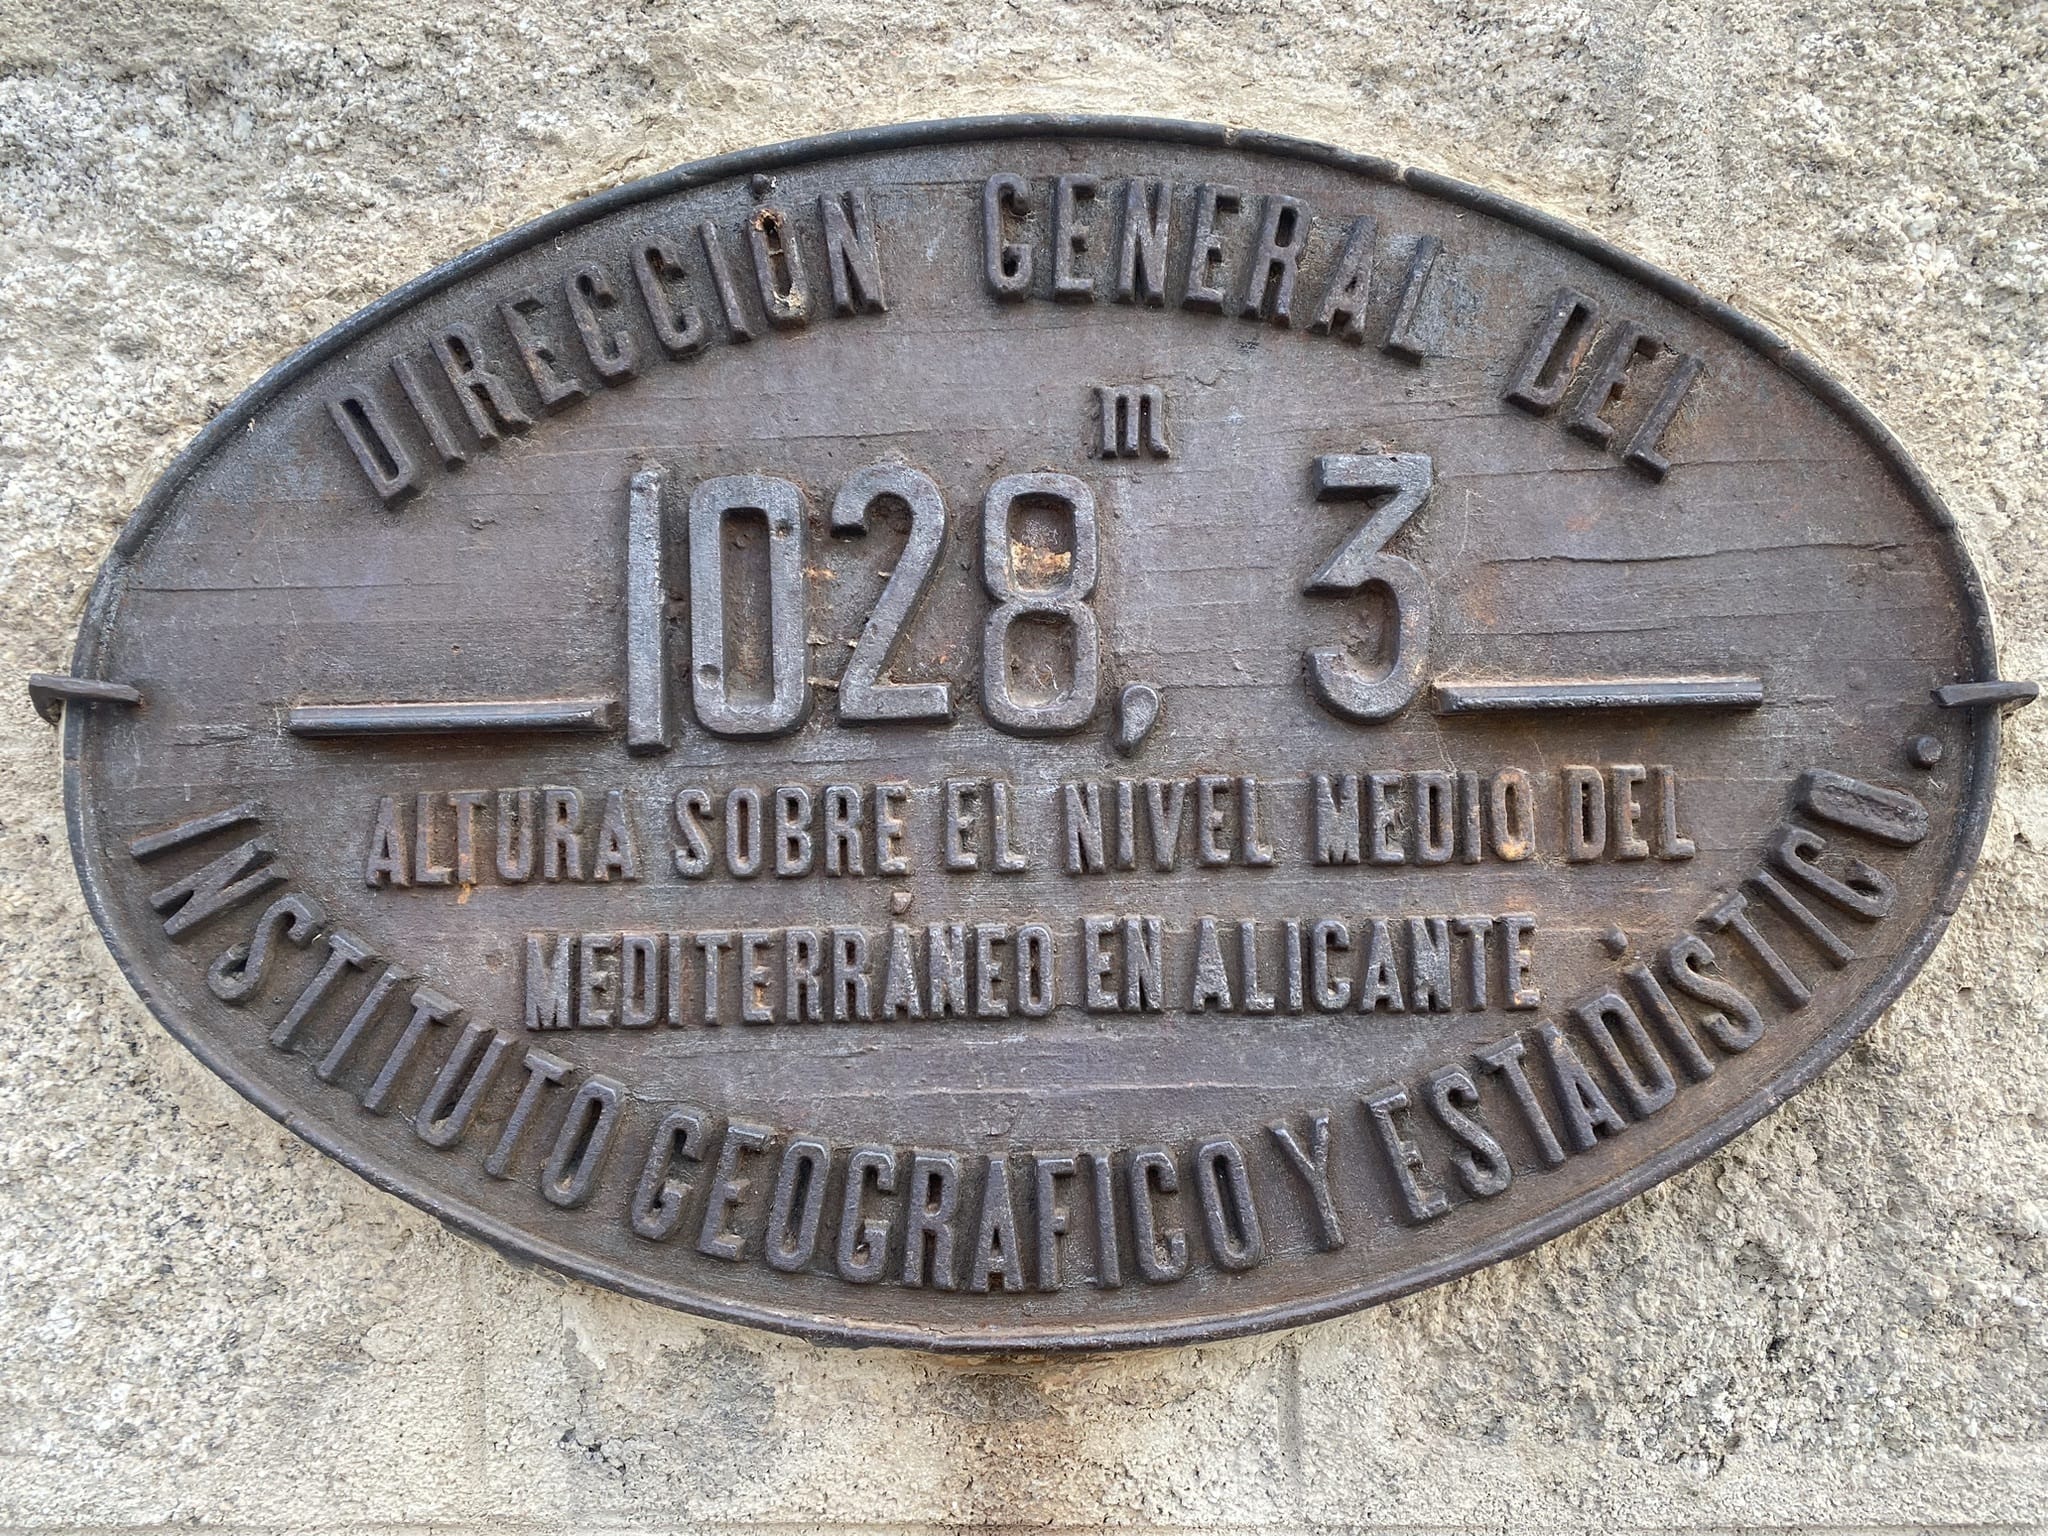 DIRECCIÓN GENERAL DEL
1028,ᵐ 3
ALTURA SOBRE EL NIVEL MEDIO DEL
MEDITERRÁNEO EN ALICANTE
INSTITUTO GEOGRAFICO Y ESTADÍSTICO.